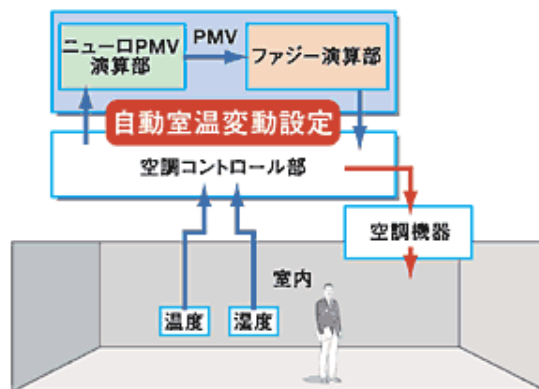 ニューロPMV
演算部
PMV
ファジー演算部
自動室温変動設定
空調コントロール部
空調機器
室内
温度
湿度